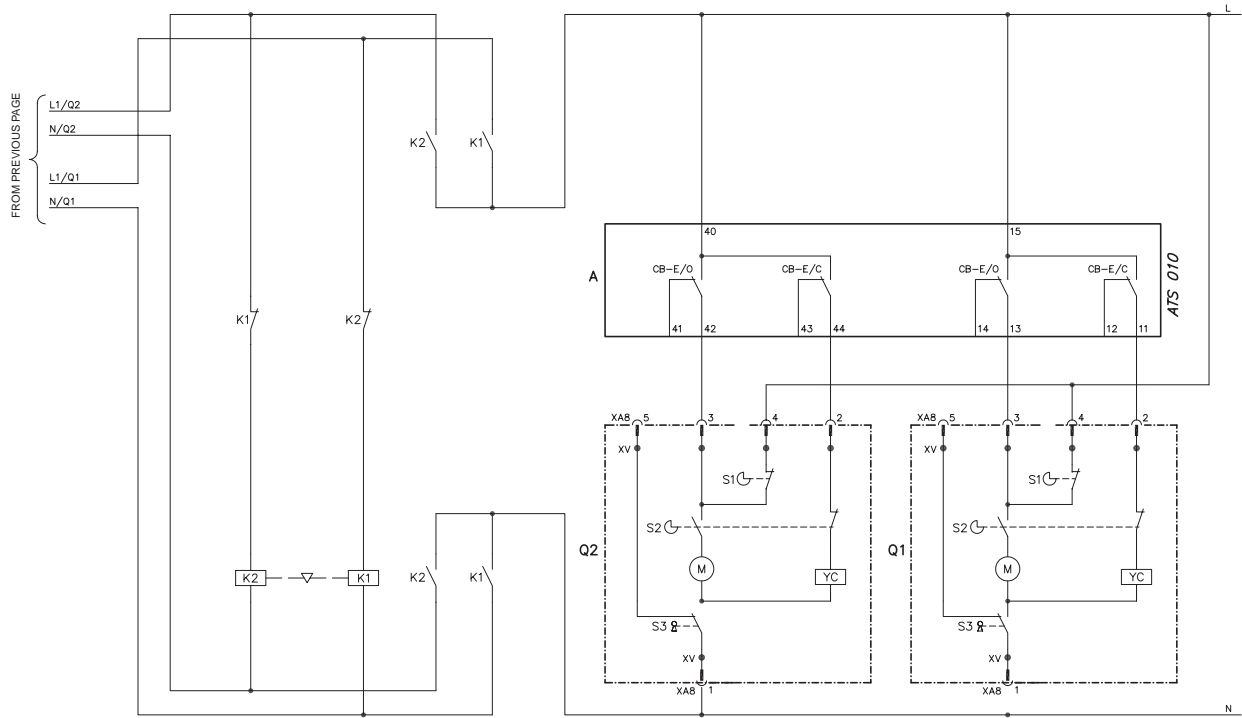 L
FROM PREVIOUS PAGE
L1/Q2
N/Q2
L1/Q1
N/Q1
K2
K1
40
15
A
CB-E/O
CB-E/C
CB-E/O
CB-E/C
ATS 010
41
42
43
44
14
13
12
11
K1
K2
XA8
5
3
4
2
XA8
5
3
4
2
XV
XV
S1
S1
S2
S2
Q2
Q1
K2
K1
K2
K1
M
YC
M
YC
S3
S3
XV
XV
XA8
1
XA8
1
N